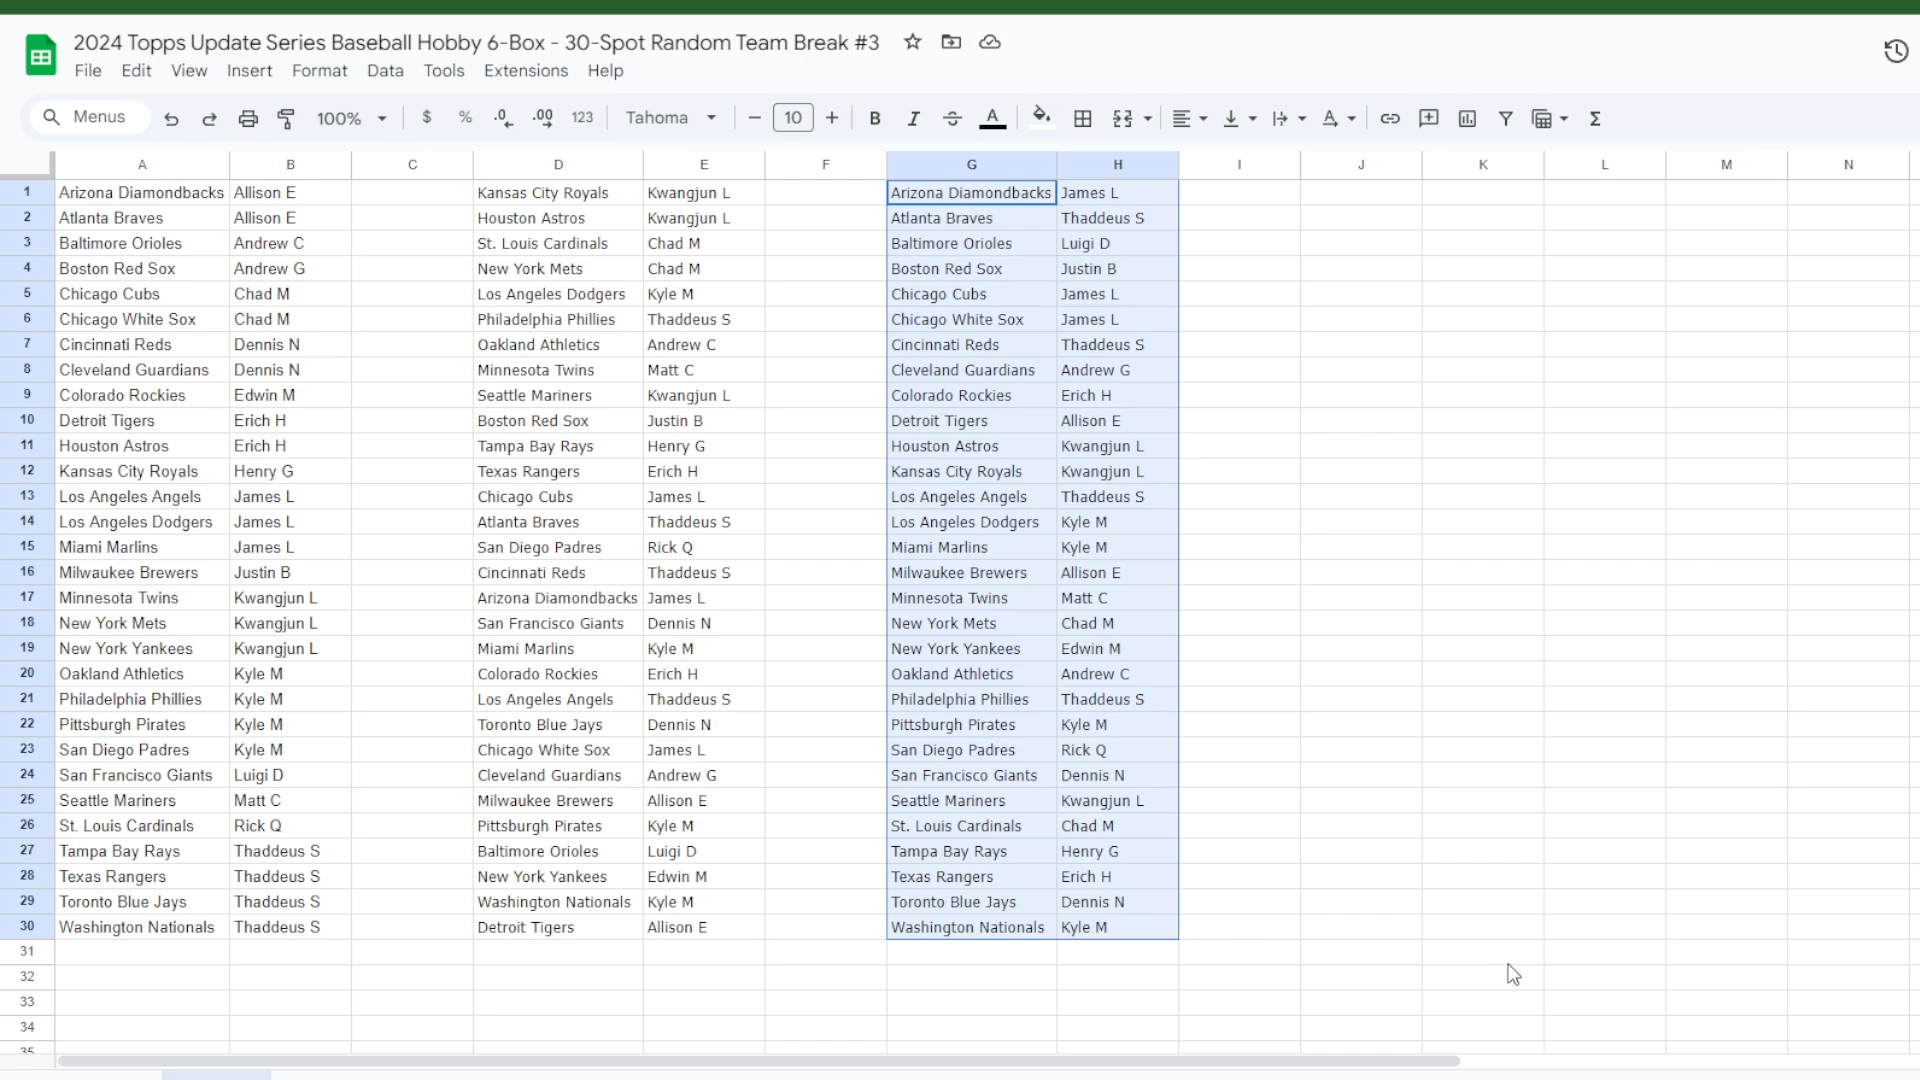 2024 Topps Update Series Baseball Hobby 6-Box - 30-Spot Random Team Break #3
File Edit View Insert Format Data Tools Extensions Help
Menus 100% $ % .0 .00 123 Tahoma 10 B I A A
A B C D E F G H I J K L M N
1 Arizona Diamondbacks Allison E Kansas City Royals Kwangjun L Arizona Diamondbacks James L
2 Atlanta Braves Allison E Houston Astros Kwangjun L Atlanta Braves Thaddeus S
3 Baltimore Orioles Andrew C St. Louis Cardinals Chad M Baltimore Orioles Luigi D
4 Boston Red Sox Andrew G New York Mets Chad M Boston Red Sox Justin B
5 Chicago Cubs Chad M Los Angeles Dodgers Kyle M Chicago Cubs James L
6 Chicago White Sox Chad M Philadelphia Phillies Thaddeus S Chicago White Sox James L
7 Cincinnati Reds Dennis N Oakland Athletics Andrew C Cincinnati Reds Thaddeus S
8 Cleveland Guardians Dennis N Minnesota Twins Matt C Cleveland Guardians Andrew G
9 Colorado Rockies Edwin M Seattle Mariners Kwangjun L Colorado Rockies Erich H
10 Detroit Tigers Erich H Boston Red Sox Justin B Detroit Tigers Allison E
11 Houston Astros Erich H Tampa Bay Rays Henry G Houston Astros Kwangjun L
12 Kansas City Royals Henry G Texas Rangers Erich H Kansas City Royals Kwangjun L
13 Los Angeles Angels James L Chicago Cubs James L Los Angeles Angels Thaddeus S
14 Los Angeles Dodgers James L Atlanta Braves Thaddeus S Los Angeles Dodgers Kyle M
15 Miami Marlins James L San Diego Padres Rick Q Miami Marlins Kyle M
16 Milwaukee Brewers Justin B Cincinnati Reds Thaddeus S Milwaukee Brewers Allison E
17 Minnesota Twins Kwangjun L Arizona Diamondbacks James L Minnesota Twins Matt C
18 New York Mets Kwangjun L San Francisco Giants Dennis N New York Mets Chad M
19 New York Yankees Kwangjun L Miami Marlins Kyle M New York Yankees Edwin M
20 Oakland Athletics Kyle M Colorado Rockies Erich H Oakland Athletics Andrew C
21 Philadelphia Phillies Kyle M Los Angeles Angels Thaddeus S Philadelphia Phillies Thaddeus S
22 Pittsburgh Pirates Kyle M Toronto Blue Jays Dennis N Pittsburgh Pirates Kyle M
23 San Diego Padres Kyle M Chicago White Sox James L San Diego Padres Rick Q
24 San Francisco Giants Luigi D Cleveland Guardians Andrew G San Francisco Giants Dennis N
25 Seattle Mariners Matt C Milwaukee Brewers Allison E Seattle Mariners Kwangjun L
26 St. Louis Cardinals Rick Q Pittsburgh Pirates Kyle M St. Louis Cardinals Chad M
27 Tampa Bay Rays Thaddeus S Baltimore Orioles Luigi D Tampa Bay Rays Henry G
28 Texas Rangers Thaddeus S New York Yankees Edwin M Texas Rangers Erich H
29 Toronto Blue Jays Thaddeus S Washington Nationals Kyle M Toronto Blue Jays Dennis N
30 Washington Nationals Thaddeus S Detroit Tigers Allison E Washington Nationals Kyle M
31
32
33
34
35